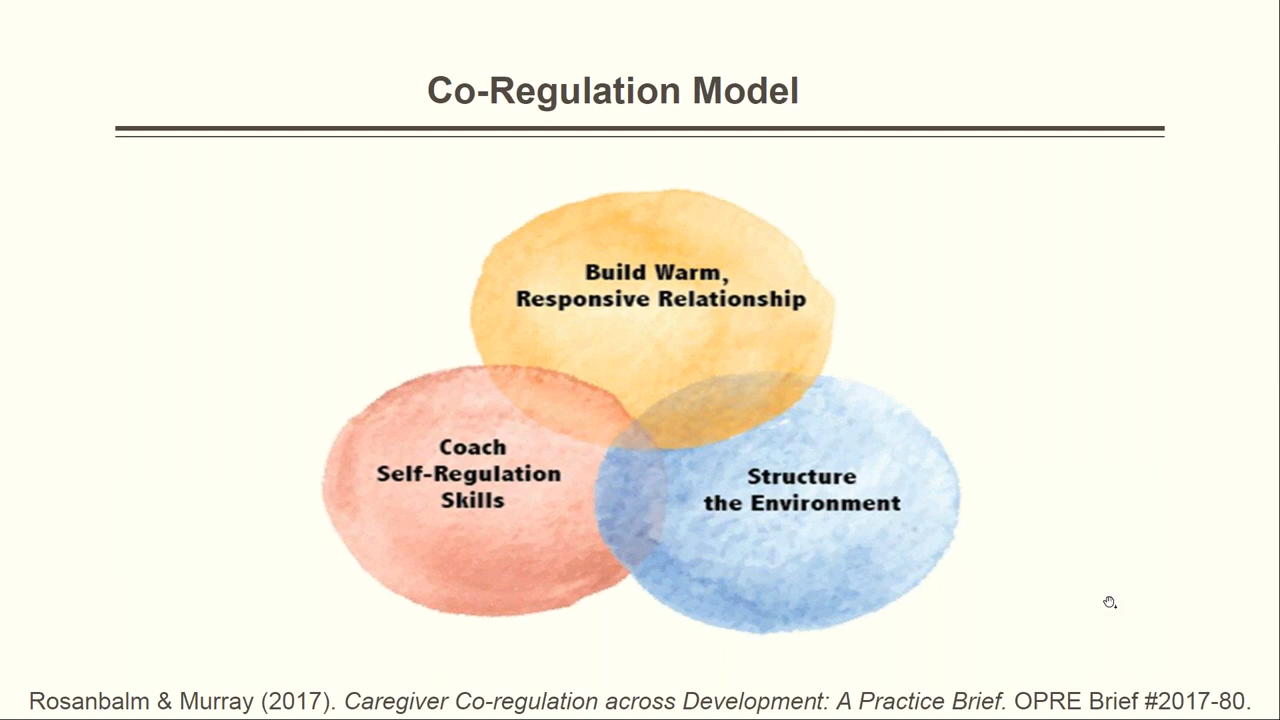 Co-Regulation Model
Build Warm,
Responsive Relationship
Coach
Self-Regulation
Skills
Structure
the Environment
Rosanbalm & Murray (2017). Caregiver Co-regulation across Development: A Practice Brief. OPRE Brief #2017-80.